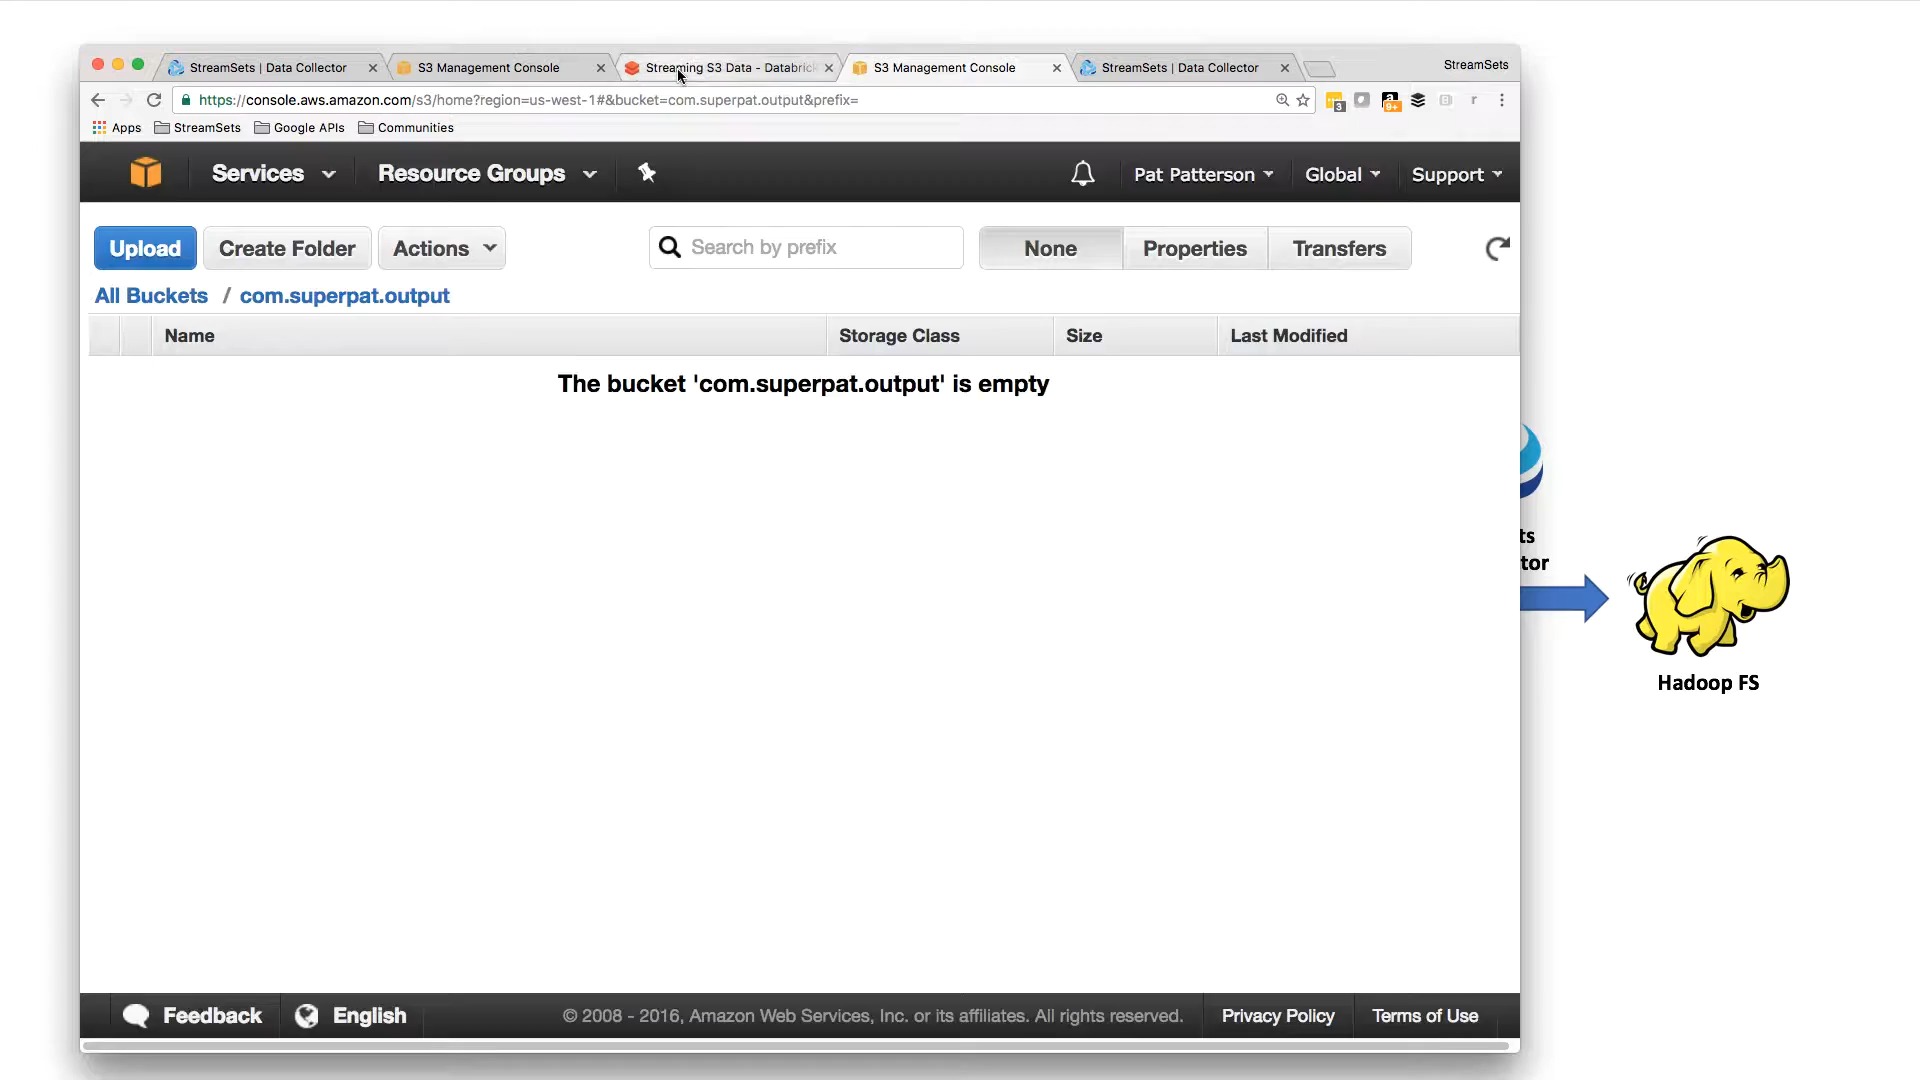 StreamSets | Data Collector
S3 Management Console
Streaming S3 Data - Databrick
S3 Management Console
StreamSets | Data Collector
StreamSets
https://console.aws.amazon.com/s3/home?region=us-west-1#&bucket=com.superpat.output&prefix=
3
9+
r
Apps
StreamSets
Google APIs
Communities
Services
Resource Groups
Pat Patterson
Global
Support
Upload
Create Folder
Actions
Search by prefix
None
Properties
Transfers
All Buckets / com.superpat.output
Name
Storage Class
Size
Last Modified
The bucket 'com.superpat.output' is empty
ts
tor
Hadoop FS
Feedback
English
© 2008 - 2016, Amazon Web Services, Inc. or its affiliates. All rights reserved.
Privacy Policy
Terms of Use